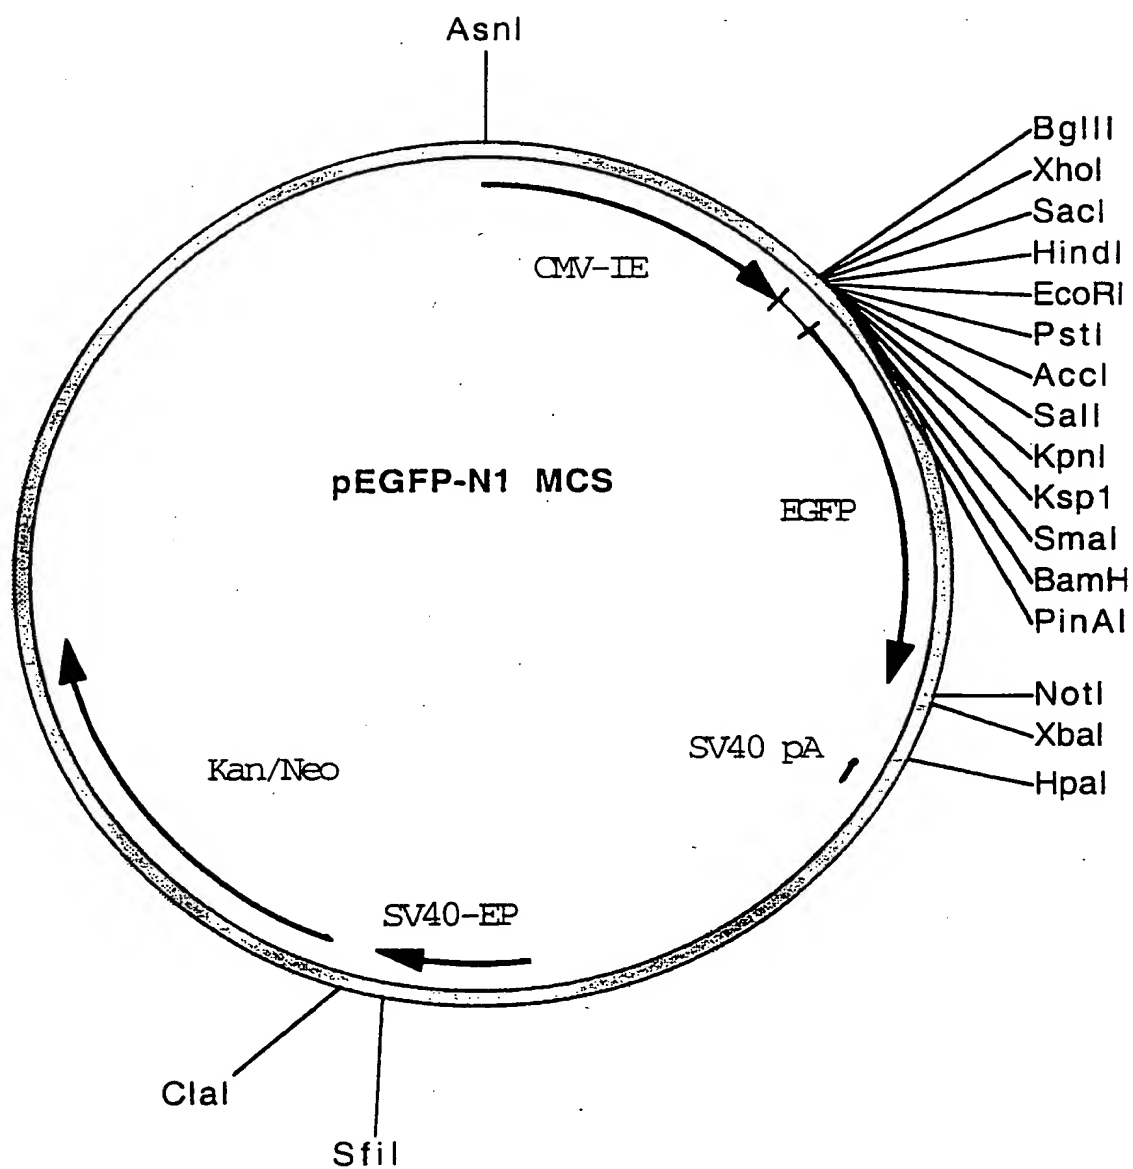 AsnI
BglII
XhoI
SacI
HindI
EcoRI
PstI
AccI
SalI
KpnI
Ksp1
SmaI
BamH
PinAI
NotI
XbaI
HpaI
CMV-IE
pEGFP-N1 MCS
EGFP
SV40 pA
Kan/Neo
SV40-EP
ClaI
SfiI